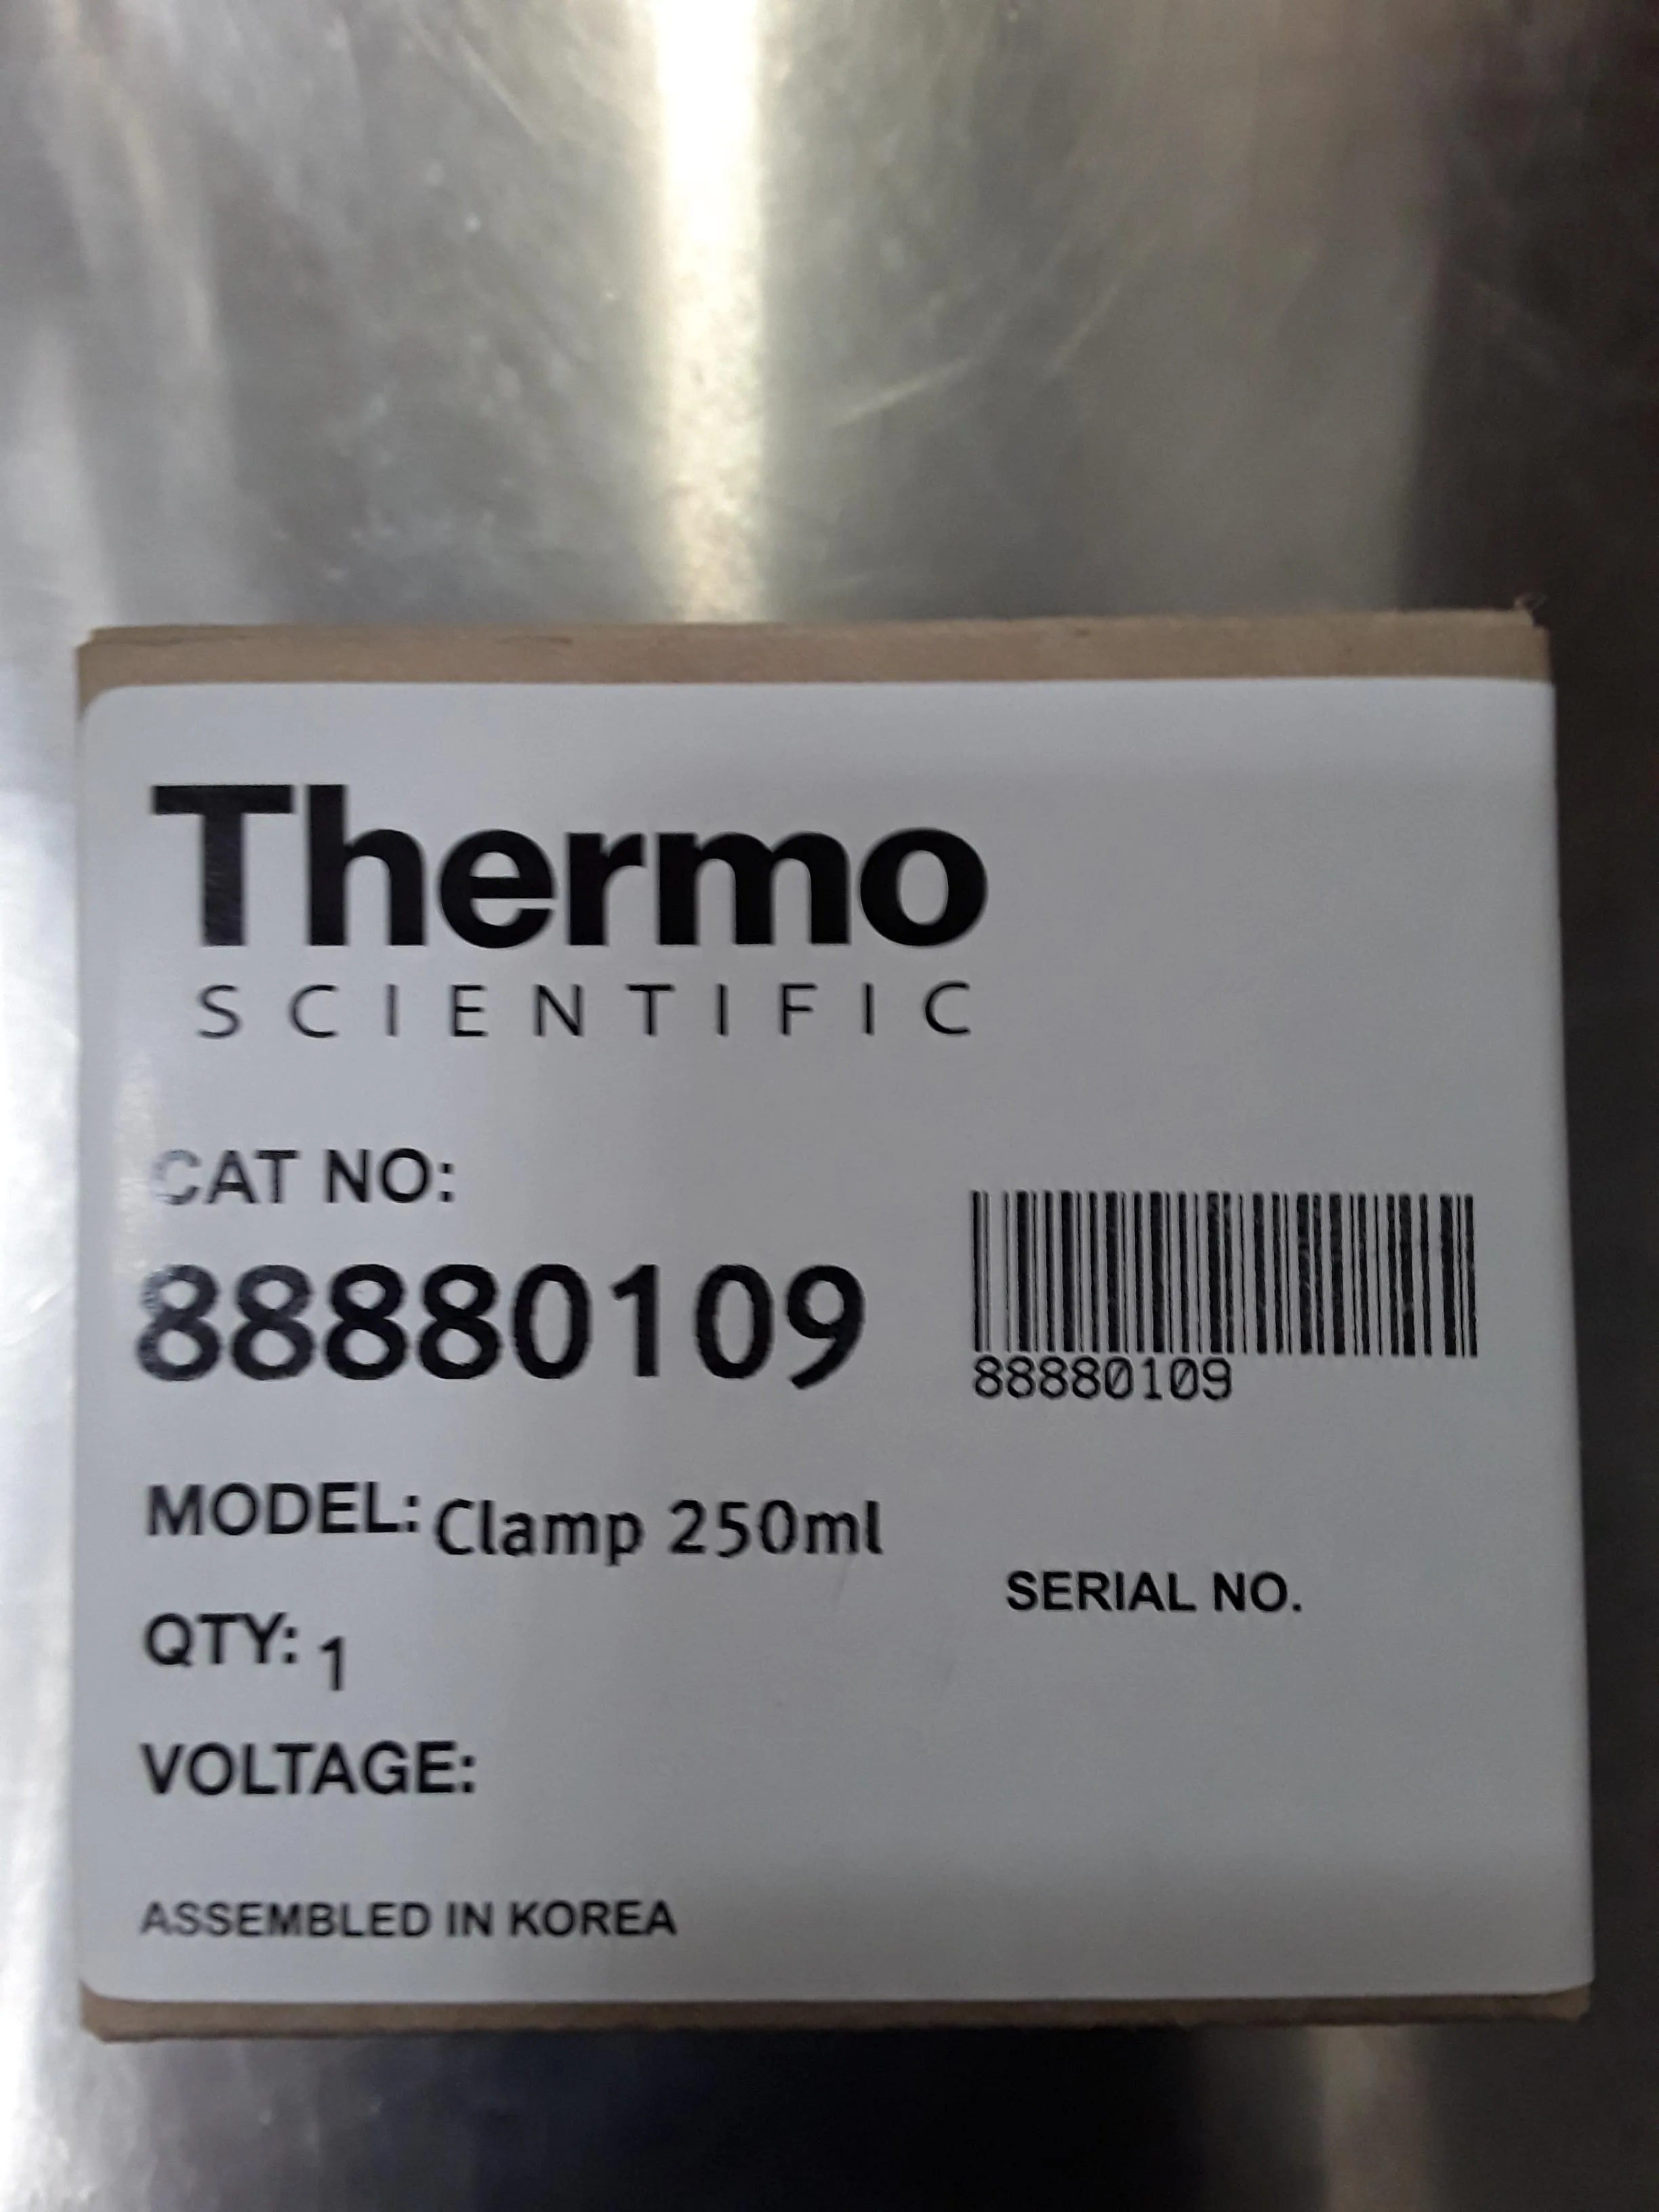 Thermo
SCIENTIFIC
CAT NO:
88880109
88880109
MODEL: Clamp 250ml
SERIAL NO.
QTY: 1
VOLTAGE:
ASSEMBLED IN KOREA